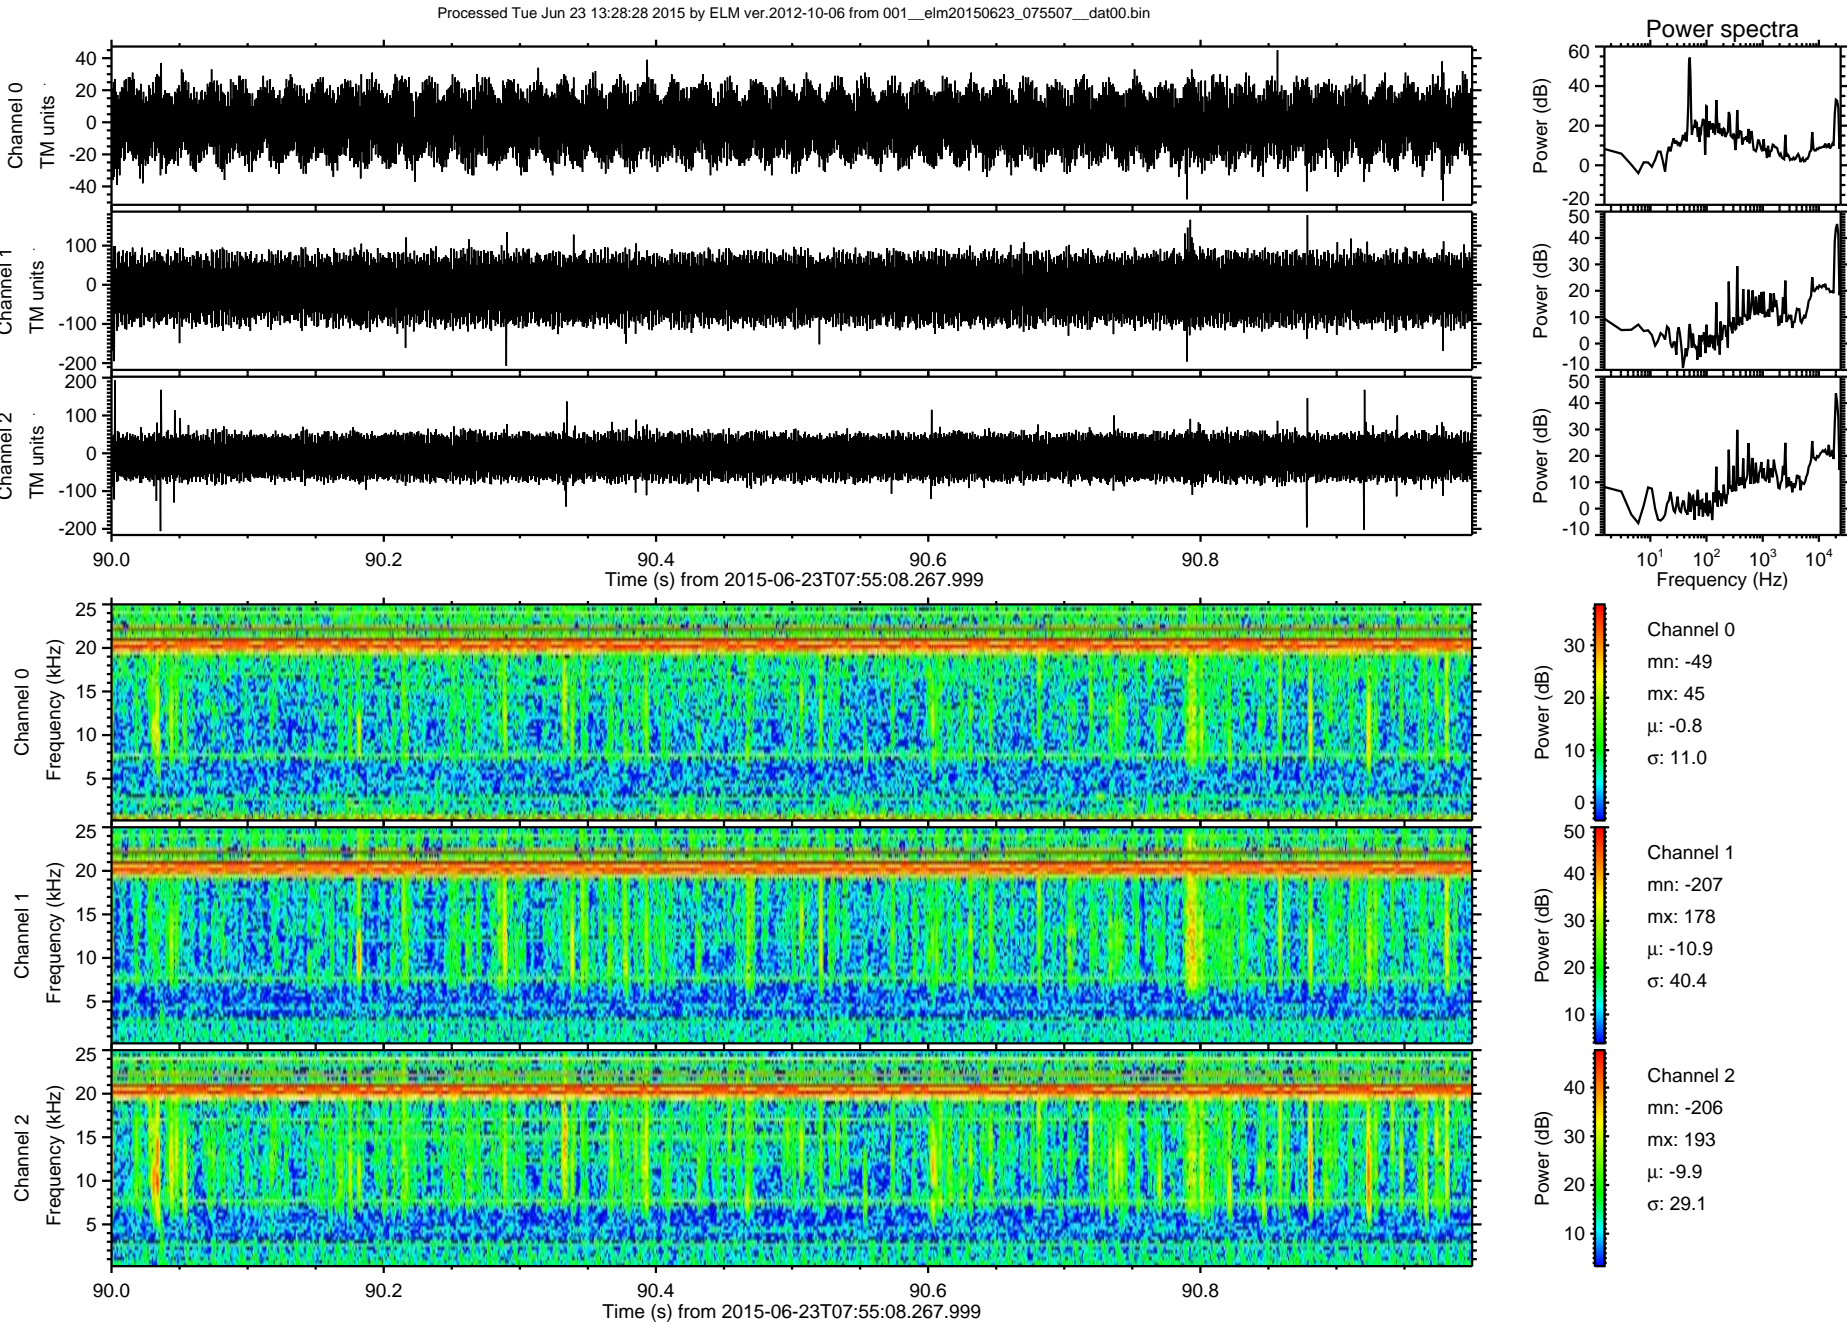 Processed Tue Jun 23 13:28:28 2015 by ELM ver.2012-10-06 from 001__elm20150623_075507__dat00.bin
Power spectra
Channel 0
TM units
40
20
0
-20
-40
Power (dB)
60
40
20
0
-20
Channel 1
TM units
100
0
-100
-200
Power (dB)
50
40
30
20
10
0
-10
Channel 2
TM units
200
100
0
-100
-200
Power (dB)
50
40
30
20
10
0
-10
90.0 90.2 90.4 90.6 90.8
Time (s) from 2015-06-23T07:55:08.267.999
10^1 10^2 10^3 10^4
Frequency (Hz)
Channel 0
Frequency (kHz)
25
20
15
10
5
Power (dB)
30
20
10
0
Channel 0
mn: -49
mx: 45
μ: -0.8
σ: 11.0
Channel 1
Frequency (kHz)
25
20
15
10
5
Power (dB)
50
40
30
20
10
Channel 1
mn: -207
mx: 178
μ: -10.9
σ: 40.4
Channel 2
Frequency (kHz)
25
20
15
10
5
Power (dB)
40
30
20
10
Channel 2
mn: -206
mx: 193
μ: -9.9
σ: 29.1
90.0 90.2 90.4 90.6 90.8
Time (s) from 2015-06-23T07:55:08.267.999